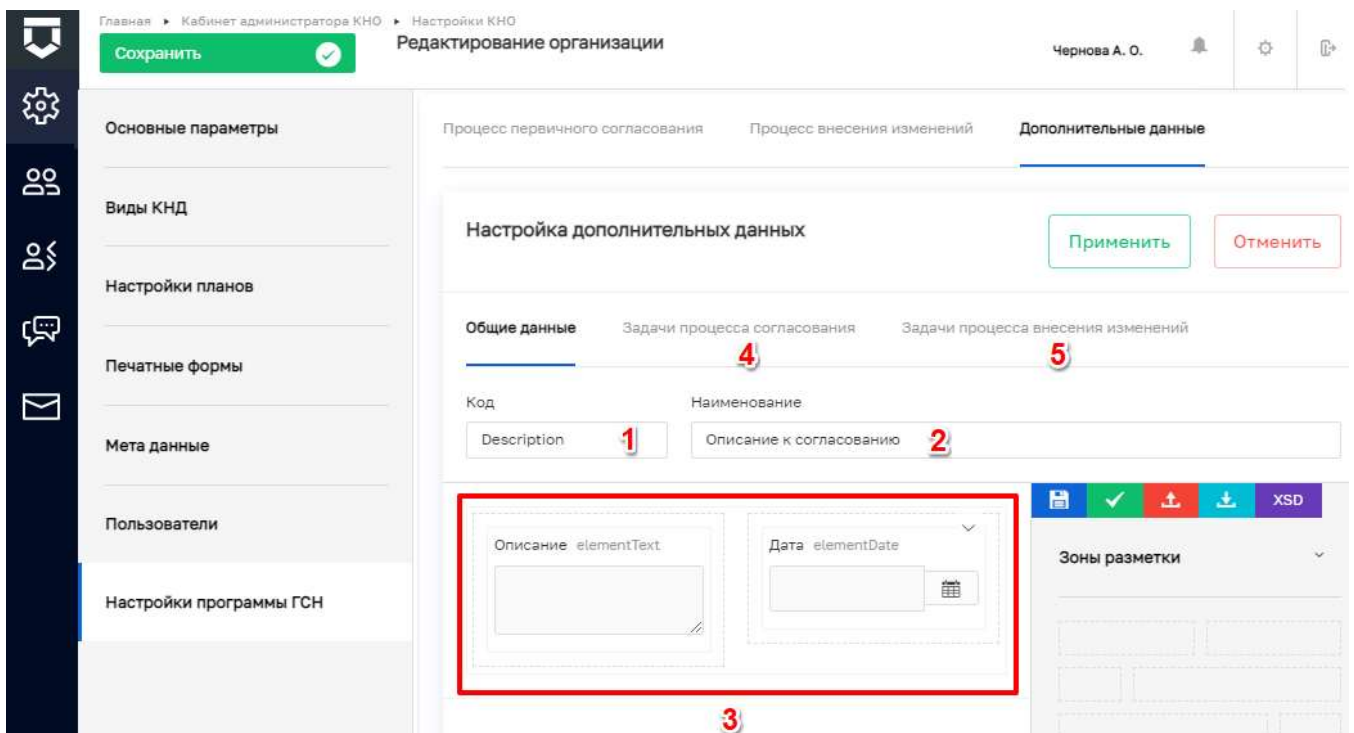 Главная ▸ Кабинет администратора КНО ▸ Настройки КНО
Сохранить
Редактирование организации
Чернова А. О.
Основные параметры
Виды КНД
Настройки планов
Печатные формы
Мета данные
Пользователи
Настройки программы ГСН
Процесс первичного согласования Процесс внесения изменений Дополнительные данные
Настройка дополнительных данных
Применить Отменить
Общие данные Задачи процесса согласования Задачи процесса внесения изменений
4 5
Код Наименование
Description 1 Описание к согласованию 2
XSD
Описание elementText Дата elementDate
Зоны разметки
3